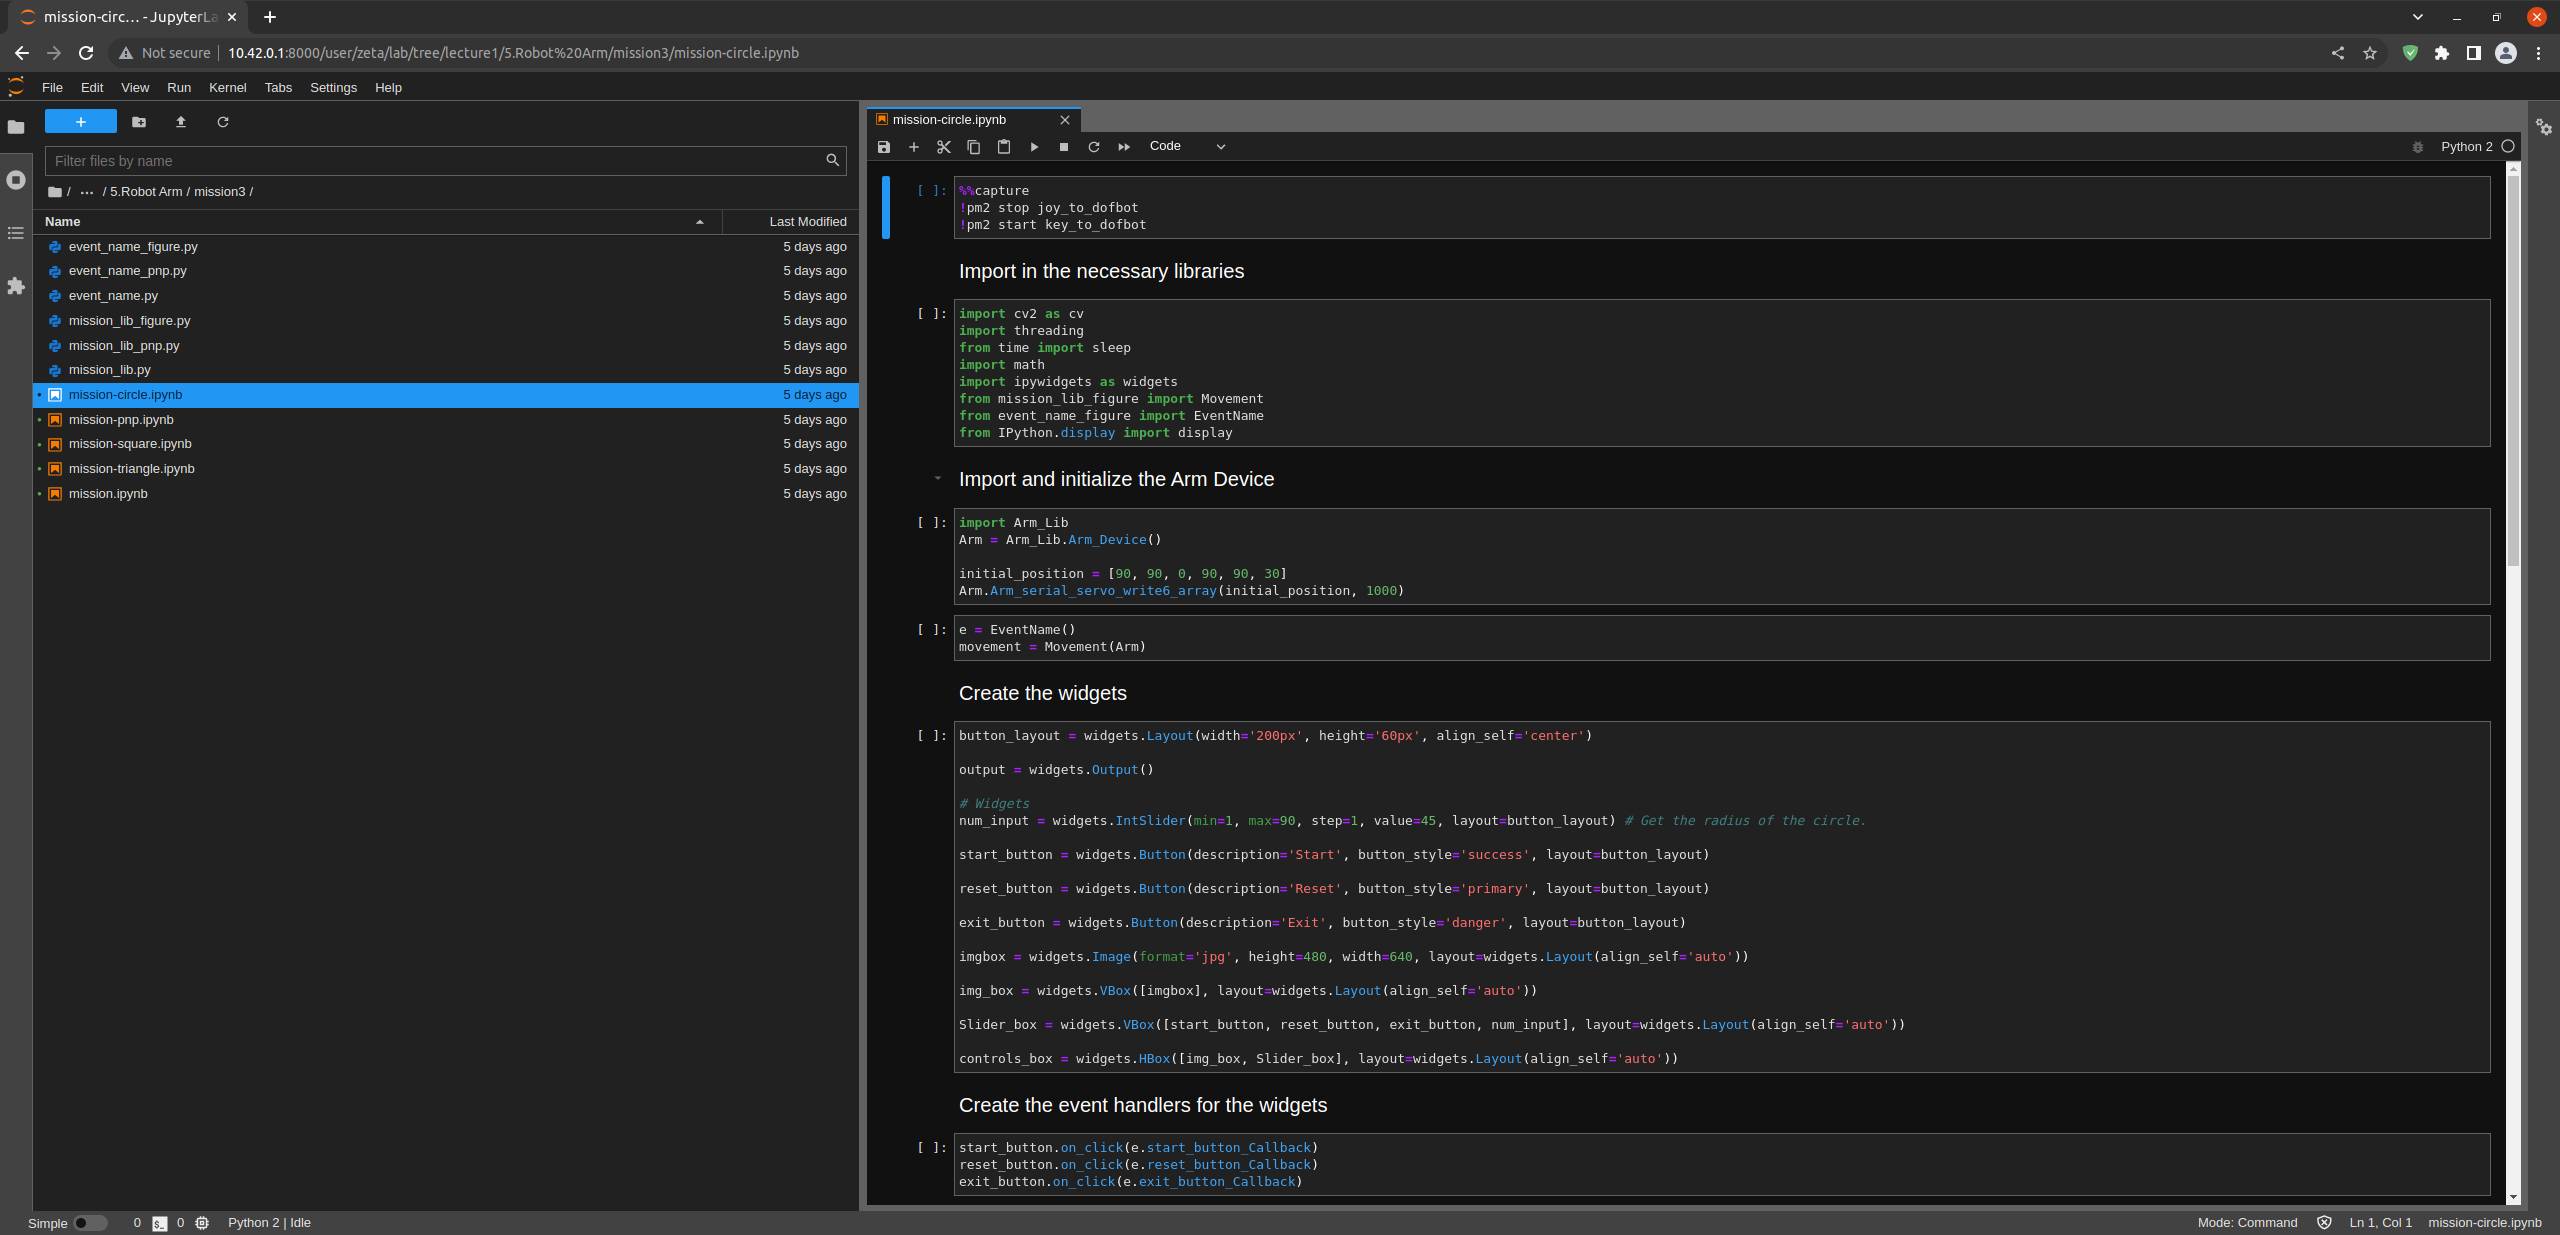 mission-circ… - JupyterLa
Not secure 10.42.0.1:8000/user/zeta/lab/tree/lecture1/5.Robot%20Arm/mission3/mission-circle.ipynb
File Edit View Run Kernel Tabs Settings Help
Filter files by name
/ ··· / 5.Robot Arm / mission3 /
Name Last Modified
event_name_figure.py 5 days ago
event_name_pnp.py 5 days ago
event_name.py 5 days ago
mission_lib_figure.py 5 days ago
mission_lib_pnp.py 5 days ago
mission_lib.py 5 days ago
mission-circle.ipynb 5 days ago
mission-pnp.ipynb 5 days ago
mission-square.ipynb 5 days ago
mission-triangle.ipynb 5 days ago
mission.ipynb 5 days ago
mission-circle.ipynb
Code Python 2
[ ]: %%capture
!pm2 stop joy_to_dofbot
!pm2 start key_to_dofbot
Import in the necessary libraries
[ ]: import cv2 as cv
import threading
from time import sleep
import math
import ipywidgets as widgets
from mission_lib_figure import Movement
from event_name_figure import EventName
from IPython.display import display
Import and initialize the Arm Device
[ ]: import Arm_Lib
Arm = Arm_Lib.Arm_Device()
initial_position = [90, 90, 0, 90, 90, 30]
Arm.Arm_serial_servo_write6_array(initial_position, 1000)
[ ]: e = EventName()
movement = Movement(Arm)
Create the widgets
[ ]: button_layout = widgets.Layout(width='200px', height='60px', align_self='center')
output = widgets.Output()
# Widgets
num_input = widgets.IntSlider(min=1, max=90, step=1, value=45, layout=button_layout) # Get the radius of the circle.
start_button = widgets.Button(description='Start', button_style='success', layout=button_layout)
reset_button = widgets.Button(description='Reset', button_style='primary', layout=button_layout)
exit_button = widgets.Button(description='Exit', button_style='danger', layout=button_layout)
imgbox = widgets.Image(format='jpg', height=480, width=640, layout=widgets.Layout(align_self='auto'))
img_box = widgets.VBox([imgbox], layout=widgets.Layout(align_self='auto'))
Slider_box = widgets.VBox([start_button, reset_button, exit_button, num_input], layout=widgets.Layout(align_self='auto'))
controls_box = widgets.HBox([img_box, Slider_box], layout=widgets.Layout(align_self='auto'))
Create the event handlers for the widgets
[ ]: start_button.on_click(e.start_button_Callback)
reset_button.on_click(e.reset_button_Callback)
exit_button.on_click(e.exit_button_Callback)
Simple 0 $_ 0 Python 2 | Idle Mode: Command Ln 1, Col 1 mission-circle.ipynb